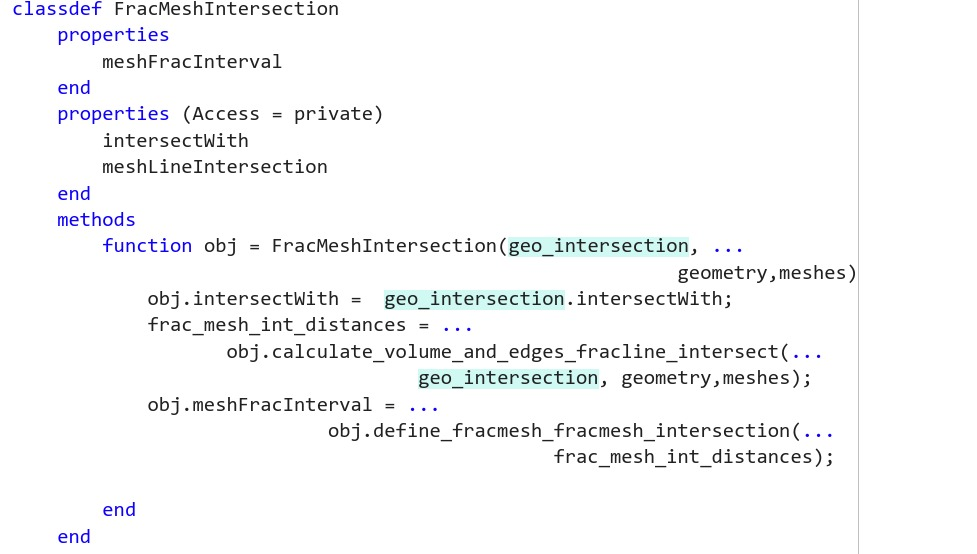 classdef FracMeshIntersection
properties
meshFracInterval
end
properties (Access = private)
intersectWith
meshLineIntersection
end
methods
function obj = FracMeshIntersection(geo_intersection, ...
geometry,meshes)
obj.intersectWith =  geo_intersection.intersectWith;
frac_mesh_int_distances = ...
obj.calculate_volume_and_edges_fracline_intersect(...
geo_intersection, geometry,meshes);
obj.meshFracInterval = ...
obj.define_fracmesh_fracmesh_intersection(...
frac_mesh_int_distances);
end
end